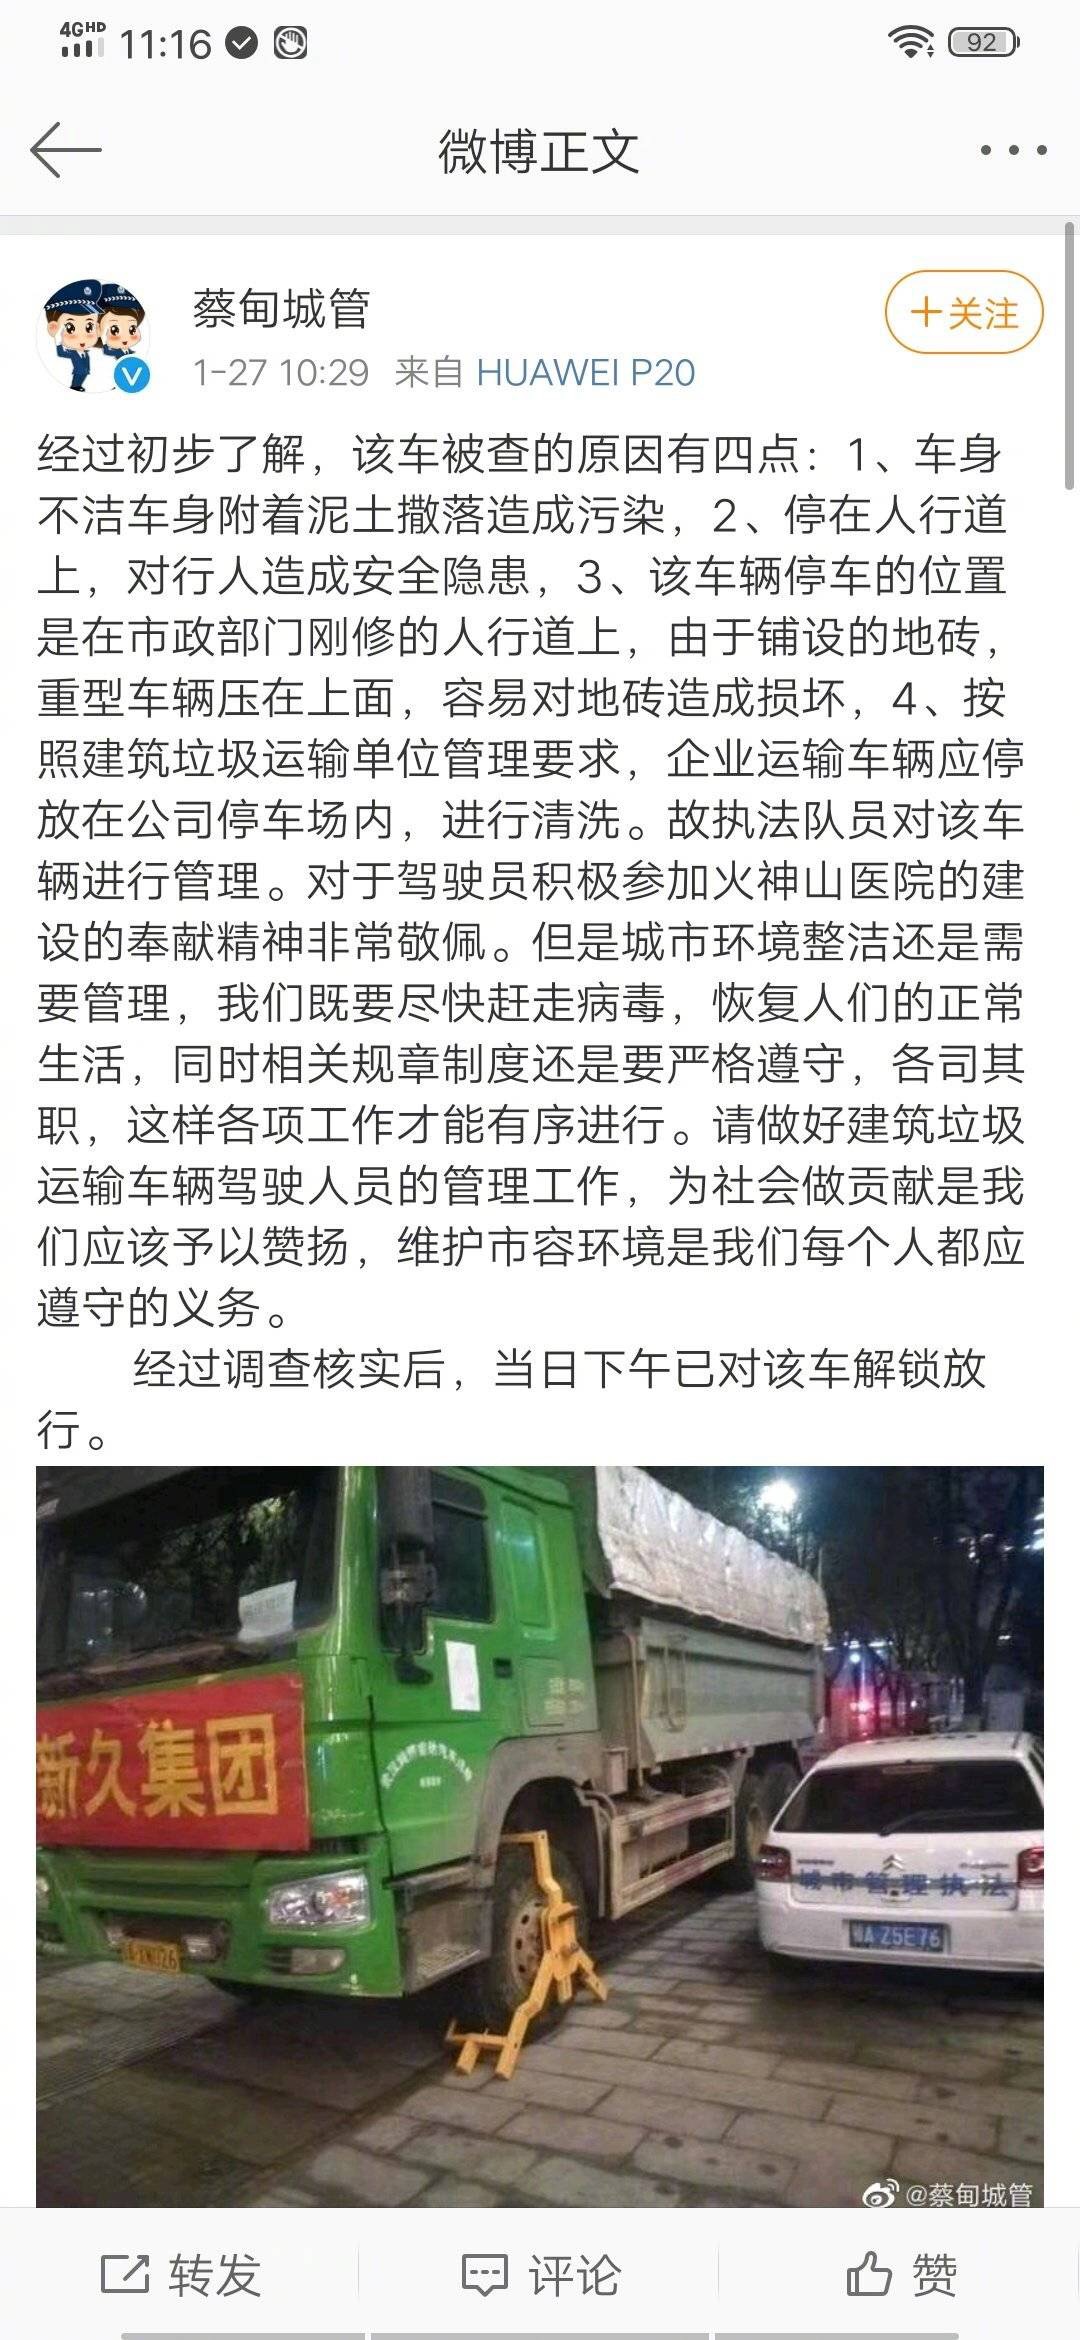 4G HD
11:16
92
微博正文
蔡甸城管
+关注
1-27 10:29 来自 HUAWEI P20
经过初步了解，该车被查的原因有四点：1、车身
不洁车身附着泥土撒落造成污染，2、停在人行道
上，对行人造成安全隐患，3、该车辆停车的位置
是在市政部门刚修的人行道上，由于铺设的地砖，
重型车辆压在上面，容易对地砖造成损坏，4、按
照建筑垃圾运输单位管理要求，企业运输车辆应停
放在公司停车场内，进行清洗。故执法队员对该车
辆进行管理。对于驾驶员积极参加火神山医院的建
设的奉献精神非常敬佩。但是城市环境整洁还是需
要管理，我们既要尽快赶走病毒，恢复人们的正常
生活，同时相关规章制度还是要严格遵守，各司其
职，这样各项工作才能有序进行。请做好建筑垃圾
运输车辆驾驶人员的管理工作，为社会做贡献是我
们应该予以赞扬，维护市容环境是我们每个人都应
遵守的义务。
经过调查核实后，当日下午已对该车解锁放
行。
新久集团
城市管理执法
A Z5E76
@蔡甸城管
转发
评论
赞